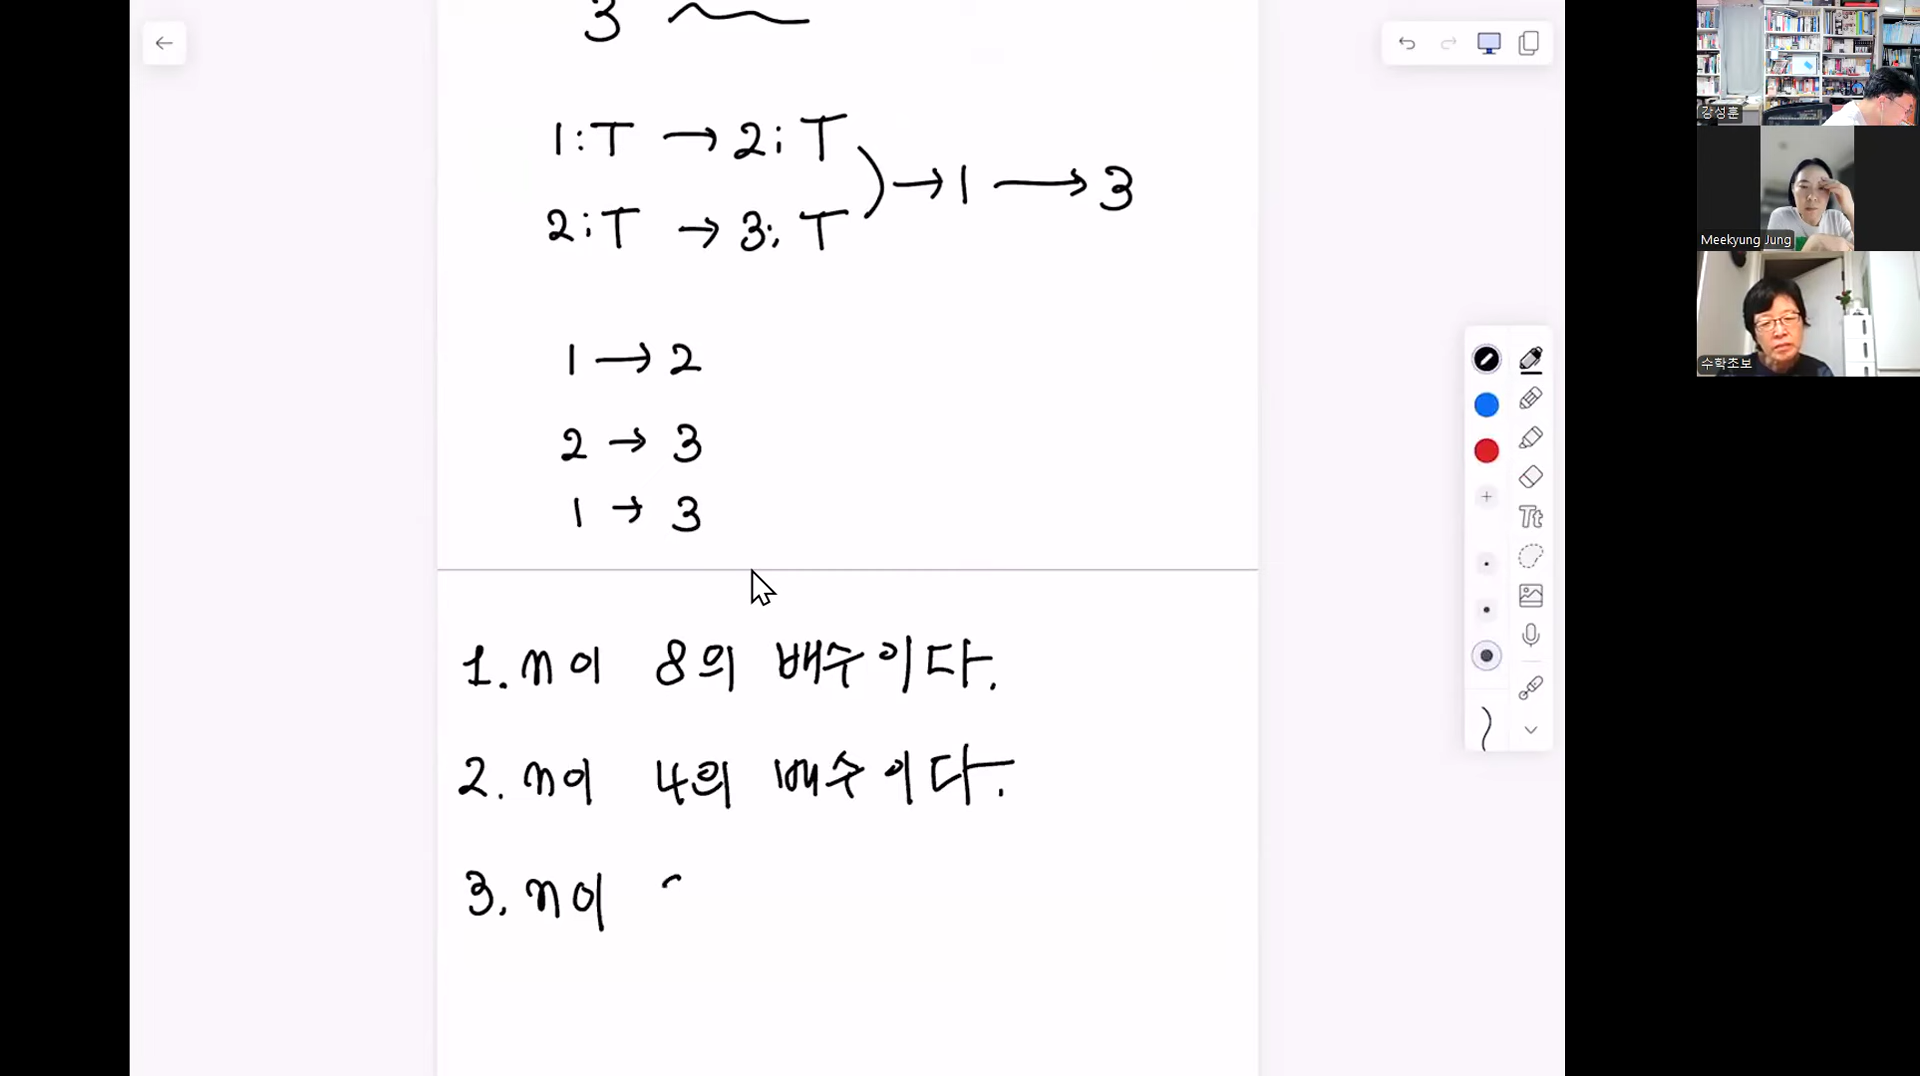 3
1:T → 2:T
2:T → 3:T
→ 1 → 3
1 → 2
2 → 3
1 → 3
1. n이 8의 배수이다.
2. n이 4의 배수이다.
3. n이
강성훈
Meekyung Jung
수학초보
Tt